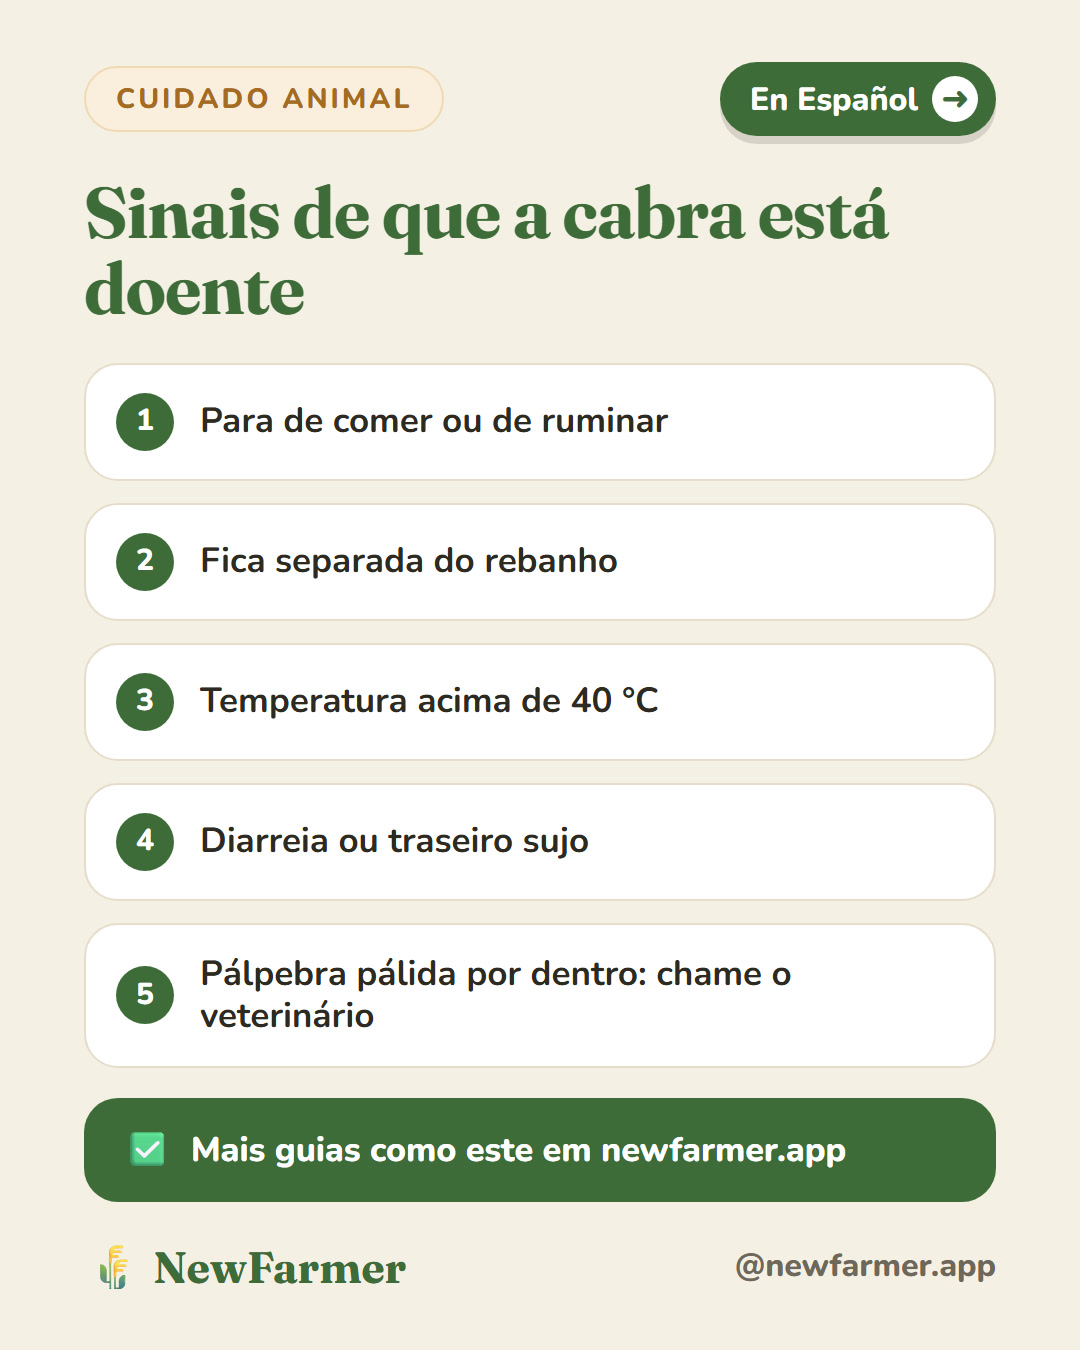 CUIDADO ANIMAL
En Español
Sinais de que a cabra está
doente
1 Para de comer ou de ruminar
2 Fica separada do rebanho
3 Temperatura acima de 40 °C
4 Diarreia ou traseiro sujo
5 Pálpebra pálida por dentro: chame o
veterinário
Mais guias como este em newfarmer.app
NewFarmer
@newfarmer.app